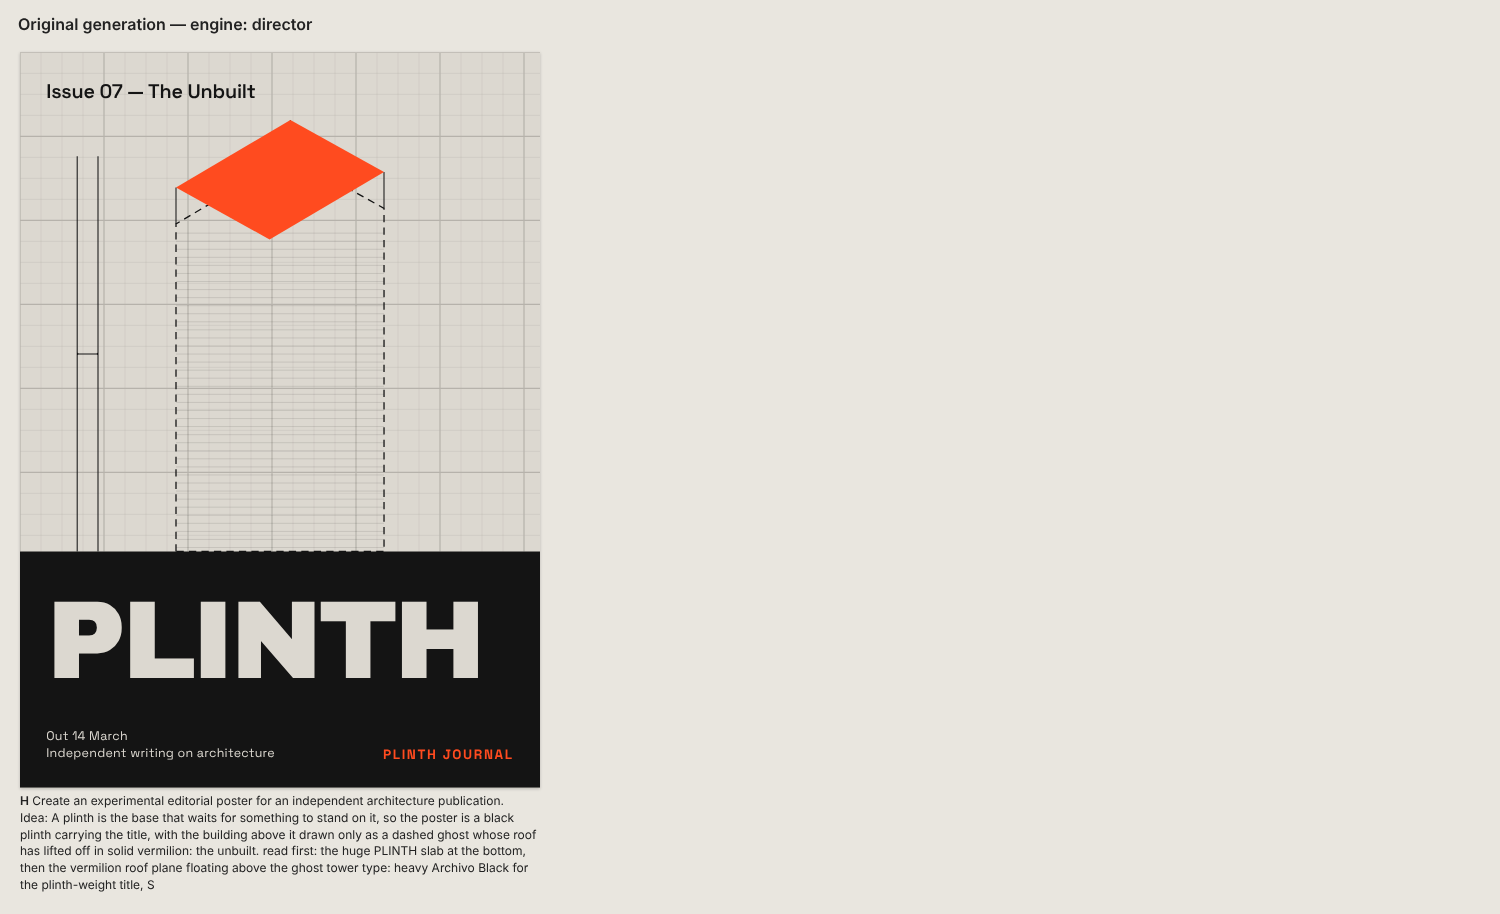 Original generation — engine: director
Issue 07 — The Unbuilt
PLINTH
Out 14 March
Independent writing on architecture
PLINTH JOURNAL
H Create an experimental editorial poster for an independent architecture publication.
Idea: A plinth is the base that waits for something to stand on it, so the poster is a black
plinth carrying the title, with the building above it drawn only as a dashed ghost whose roof
has lifted off in solid vermilion: the unbuilt. read first: the huge PLINTH slab at the bottom,
then the vermilion roof plane floating above the ghost tower type: heavy Archivo Black for
the plinth-weight title, S